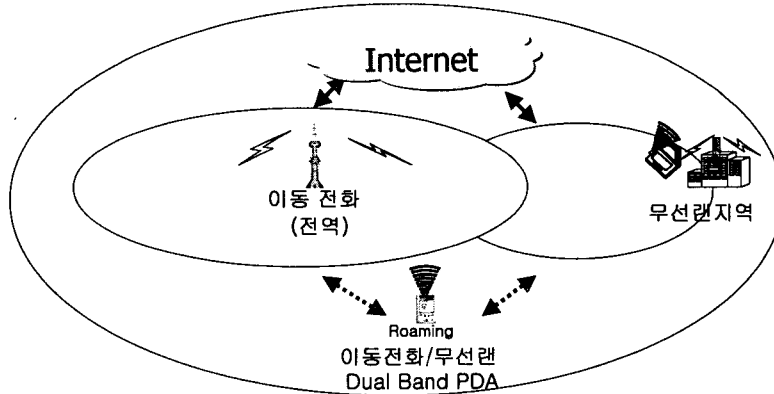 Internet
이동 전화
(전역)
무선랜지역
Roaming
이동전화/무선랜
Dual Band PDA